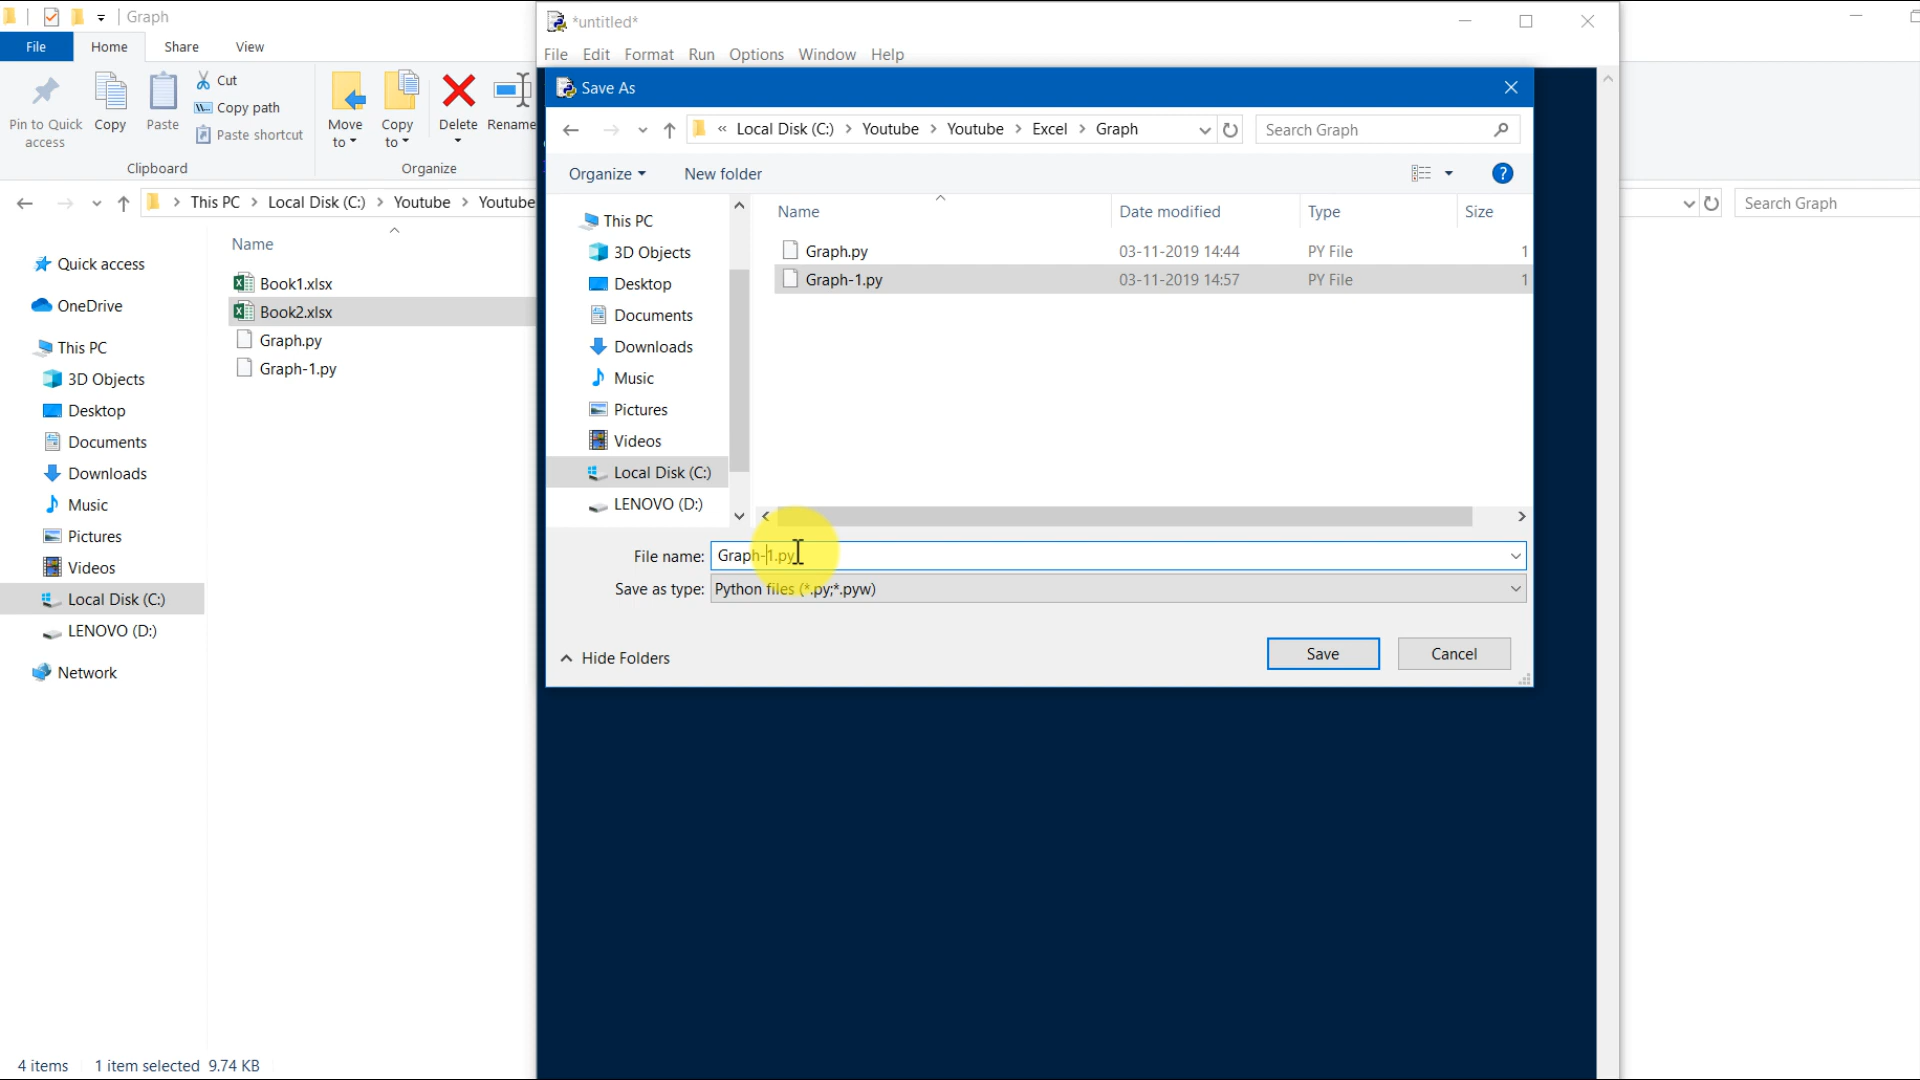 Graph
File Home Share View
Pin to Quick access
Copy
Paste
Cut
Copy path
Paste shortcut
Move to
Copy to
Delete
Rename
Clipboard
Organize
This PC > Local Disk (C:) > Youtube > Youtube
Quick access
OneDrive
This PC
3D Objects
Desktop
Documents
Downloads
Music
Pictures
Videos
Local Disk (C:)
LENOVO (D:)
Network
Name
Book1.xlsx
Book2.xlsx
Graph.py
Graph-1.py
4 items 1 item selected 9.74 KB
*untitled*
File Edit Format Run Options Window Help
Save As
« Local Disk (C:) > Youtube > Youtube > Excel > Graph
Search Graph
Organize New folder
?
This PC
3D Objects
Desktop
Documents
Downloads
Music
Pictures
Videos
Local Disk (C:)
LENOVO (D:)
Name Date modified Type Size
Graph.py 03-11-2019 14:44 PY File 1
Graph-1.py 03-11-2019 14:57 PY File 1
File name: Graph-1.py
Save as type: Python files (*.py;*.pyw)
Hide Folders
Save Cancel
Search Graph